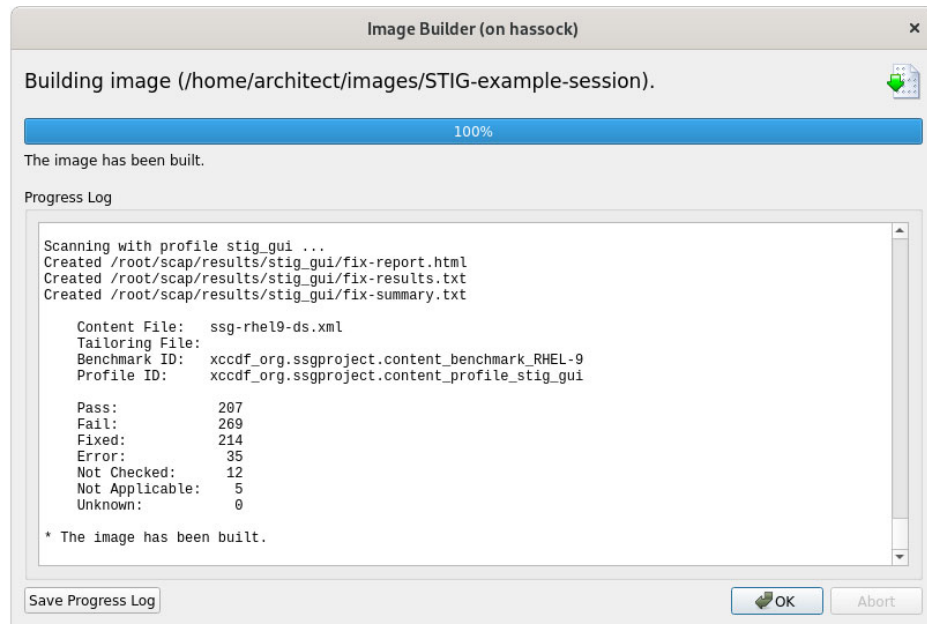 Image Builder (on hassock)
Building image (/home/architect/images/STIG-example-session).
100%
The image has been built.
Progress Log
Scanning with profile stig_gui ...
Created /root/scap/results/stig_gui/fix-report.html
Created /root/scap/results/stig_gui/fix-results.txt
Created /root/scap/results/stig_gui/fix-summary.txt
Content File: ssg-rhel9-ds.xml
Tailoring File:
Benchmark ID: xccdf_org.ssgproject.content_benchmark_RHEL-9
Profile ID: xccdf_org.ssgproject.content_profile_stig_gui
Pass: 207
Fail: 269
Fixed: 214
Error: 35
Not Checked: 12
Not Applicable: 5
Unknown: 0
* The image has been built.
Save Progress Log
OK
Abort